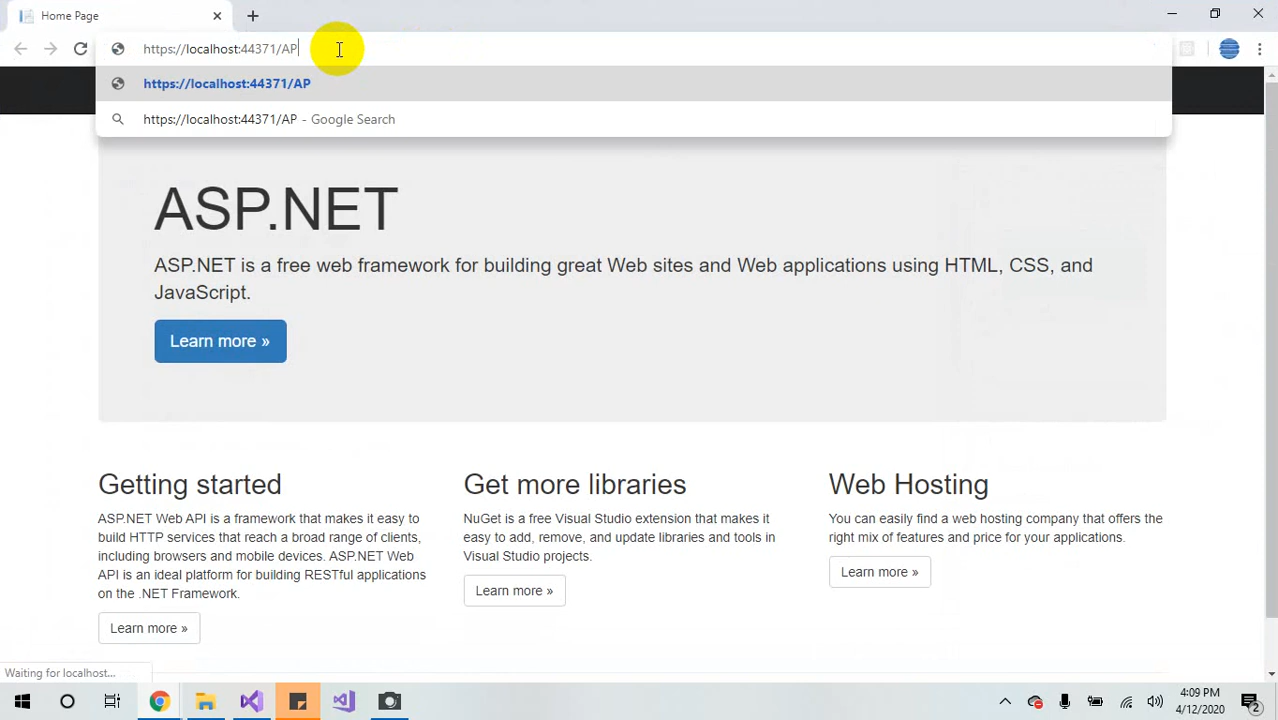 Home Page
https://localhost:44371/AP
https://localhost:44371/AP
https://localhost:44371/AP - Google Search
ASP.NET
ASP.NET is a free web framework for building great Web sites and Web applications using HTML, CSS, and
JavaScript.
Learn more »
Getting started
ASP.NET Web API is a framework that makes it easy to
build HTTP services that reach a broad range of clients,
including browsers and mobile devices. ASP.NET Web
API is an ideal platform for building RESTful applications
on the .NET Framework.
Learn more »
Get more libraries
NuGet is a free Visual Studio extension that makes it
easy to add, remove, and update libraries and tools in
Visual Studio projects.
Learn more »
Web Hosting
You can easily find a web hosting company that offers the
right mix of features and price for your applications.
Learn more »
Waiting for localhost...
4:09 PM
4/12/2020
2